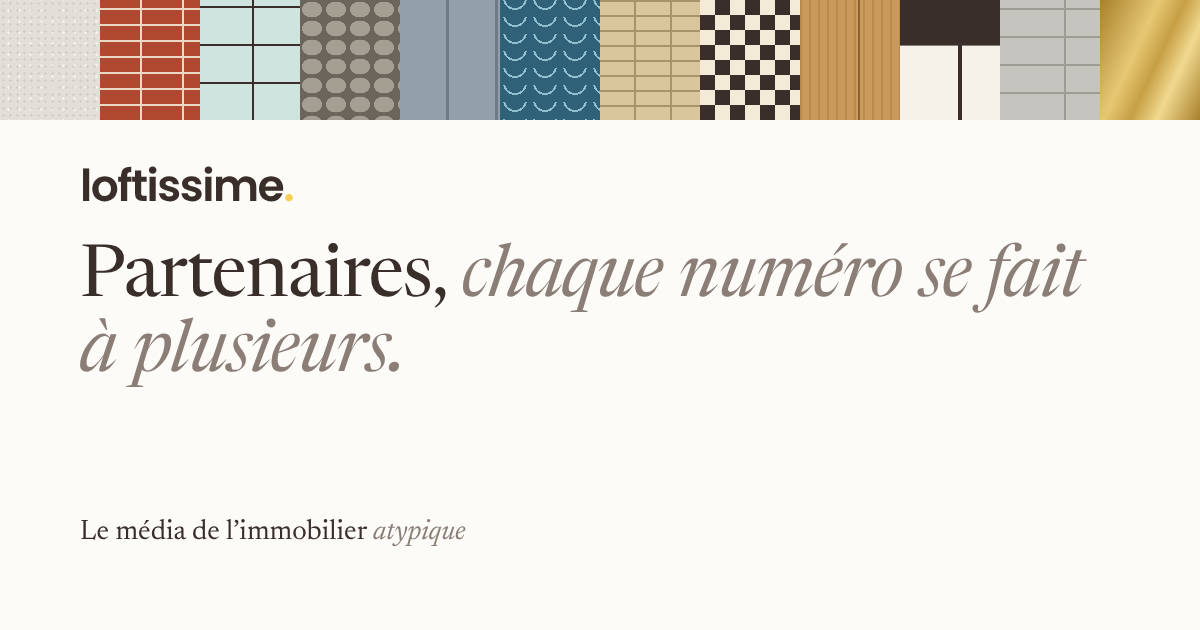 loftissime.
Partenaires, chaque numéro se fait
à plusieurs.
Le média de l’immobilier atypique